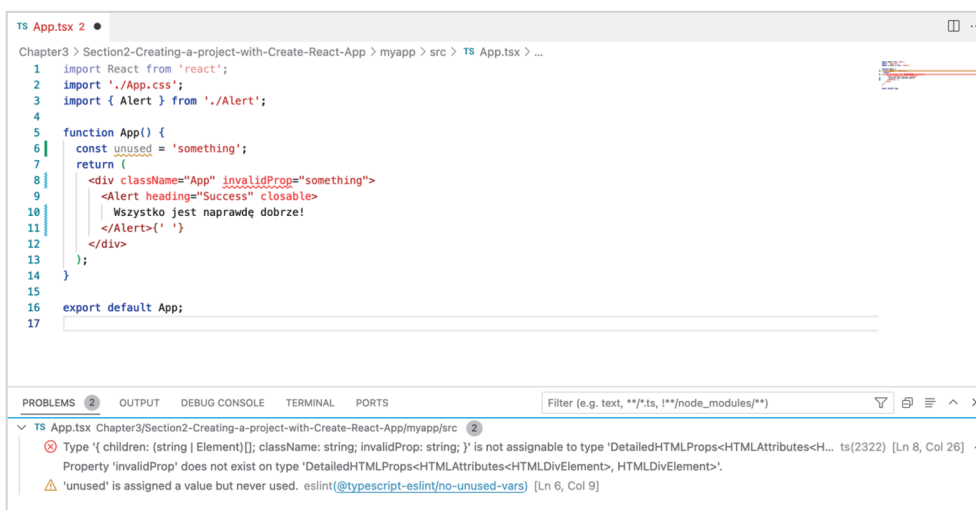 TS App.tsx 2 ●
Chapter3 > Section2-Creating-a-project-with-Create-React-App > myapp > src > TS App.tsx > ...
1 import React from 'react';
2 import './App.css';
3 import { Alert } from './Alert';
4
5 function App() {
6 const unused = 'something';
7 return (
8 <div className="App" invalidProp="something">
9 <Alert heading="Success" closable>
10 Wszystko jest naprawdę dobrze!
11 </Alert>{' '}
12 </div>
13 );
14 }
15
16 export default App;
17
PROBLEMS 2 OUTPUT DEBUG CONSOLE TERMINAL PORTS Filter (e.g. text, **/*.ts, !**/node_modules/**)
TS App.tsx Chapter3/Section2-Creating-a-project-with-Create-React-App/myapp/src 2
Type '{ children: (string | Element)[]; className: string; invalidProp: string; }' is not assignable to type 'DetailedHTMLProps<HTMLAttributes<H... ts(2322) [Ln 8, Col 26]
Property 'invalidProp' does not exist on type 'DetailedHTMLProps<HTMLAttributes<HTMLDivElement>, HTMLDivElement>'.
'unused' is assigned a value but never used. eslint(@typescript-eslint/no-unused-vars) [Ln 6, Col 9]